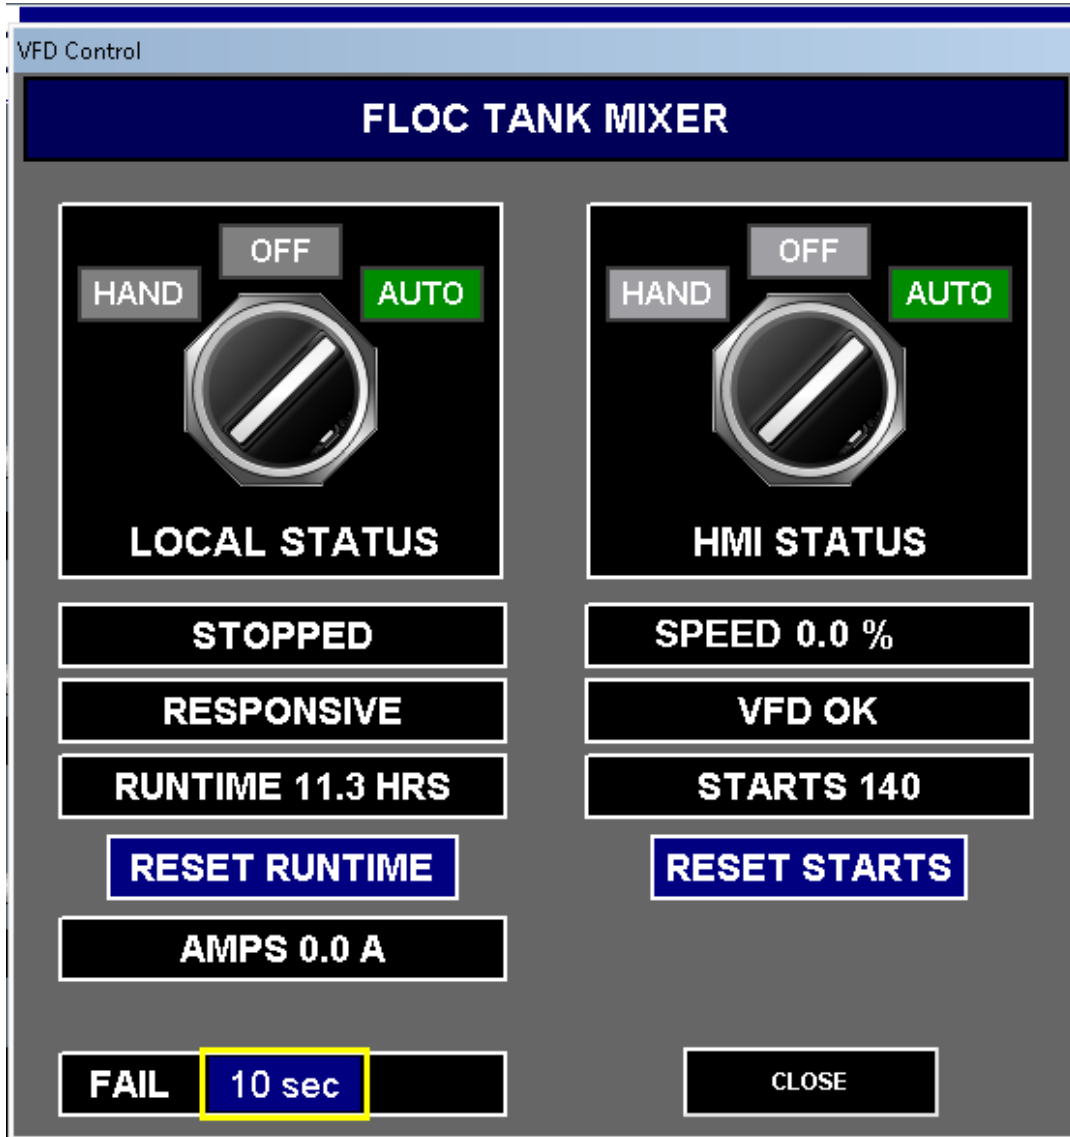 VFD Control
FLOC TANK MIXER
OFF
HAND
AUTO
LOCAL STATUS
OFF
HAND
AUTO
HMI STATUS
STOPPED
SPEED 0.0 %
RESPONSIVE
VFD OK
RUNTIME 11.3 HRS
STARTS 140
RESET RUNTIME
RESET STARTS
AMPS 0.0 A
FAIL 10 sec
CLOSE